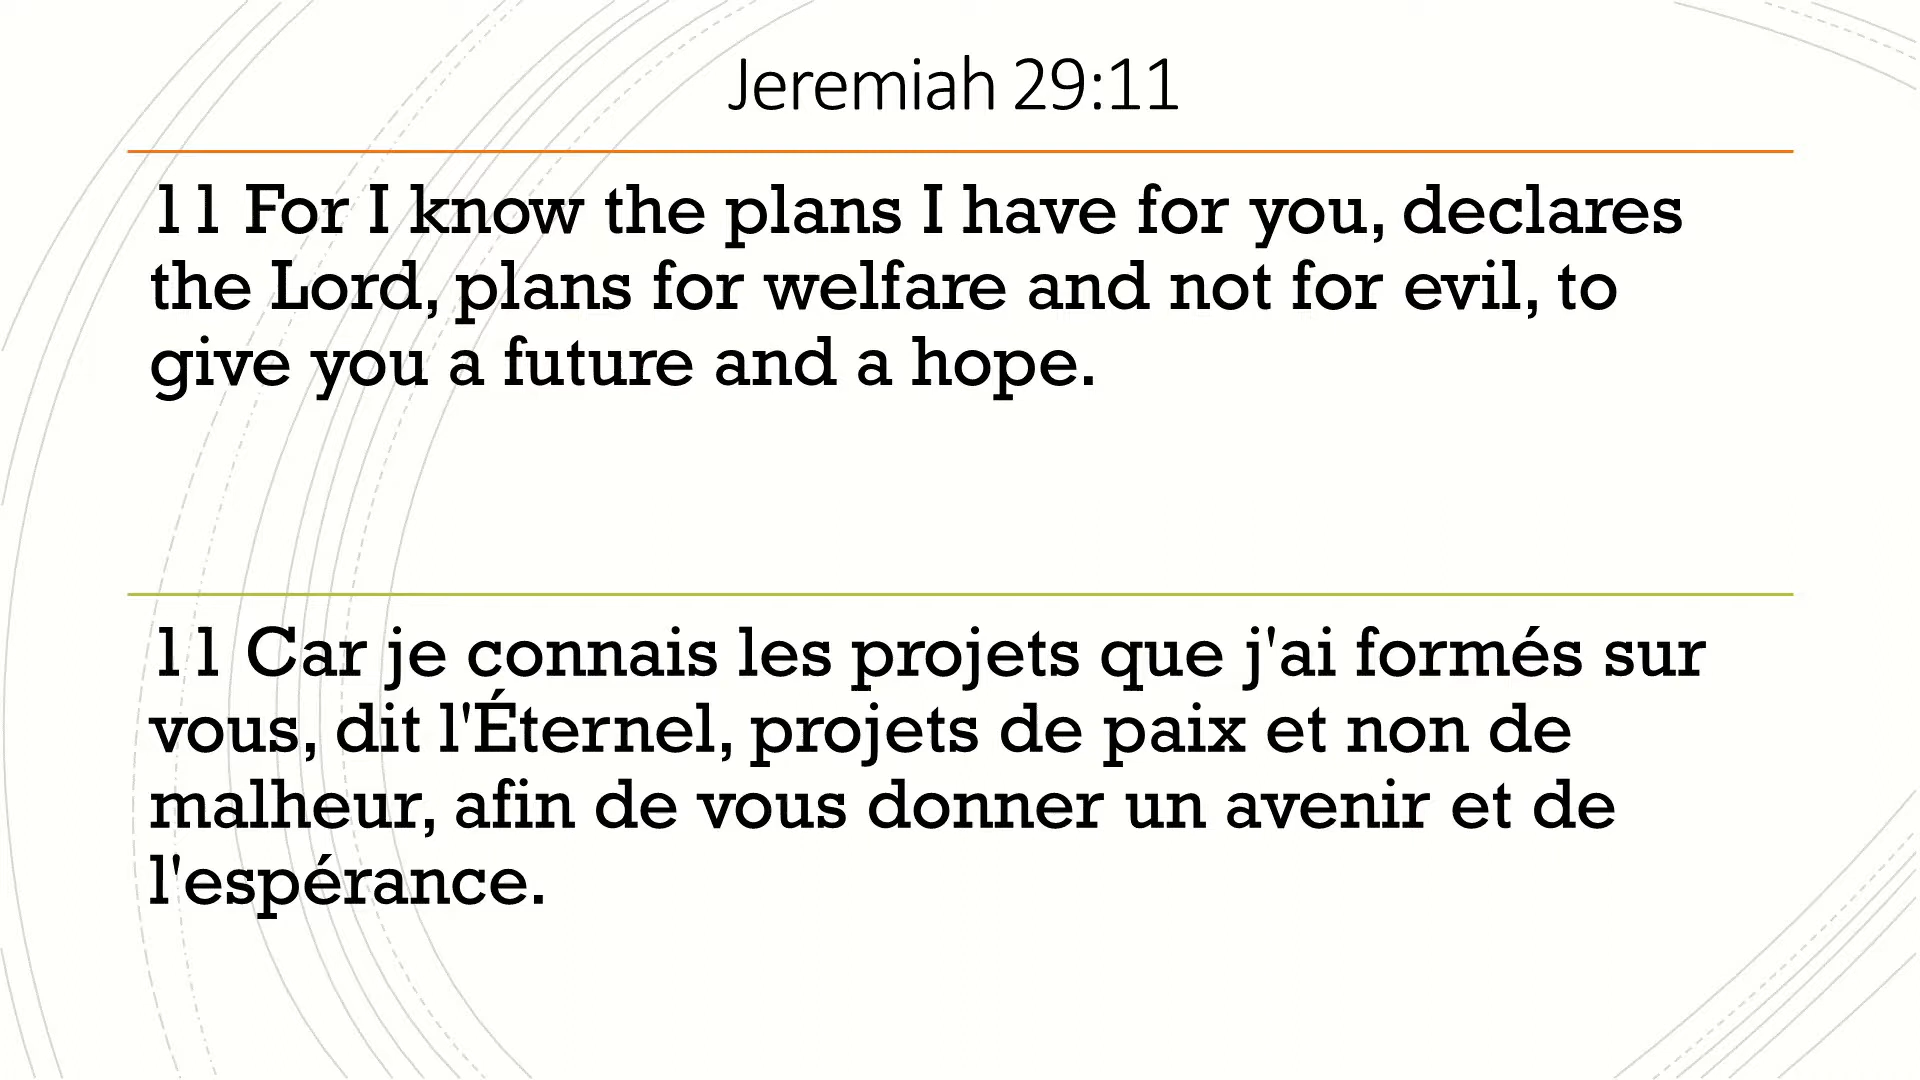 Jeremiah 29:11
11 For I know the plans I have for you, declares
the Lord, plans for welfare and not for evil, to
give you a future and a hope.
11 Car je connais les projets que j'ai formés sur
vous, dit l'Éternel, projets de paix et non de
malheur, afin de vous donner un avenir et de
l'espérance.